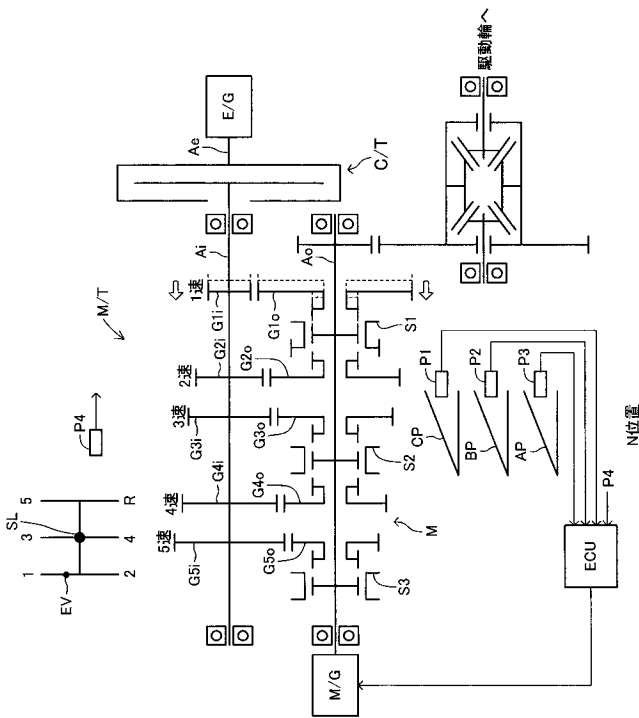 SL
1 3 5
2 4 R
EV
P4
M/T
E/G
Ae
C/T
Ai
Ao
1速
G1i
G1o
2速
G2i
G2o
3速
G3i
G3o
4速
G4i
G4o
5速
G5i
G5o
S1
S2
S3
M
M/G
駆動輪へ
CP
P1
BP
P2
AP
P3
P4
ECU
N位置